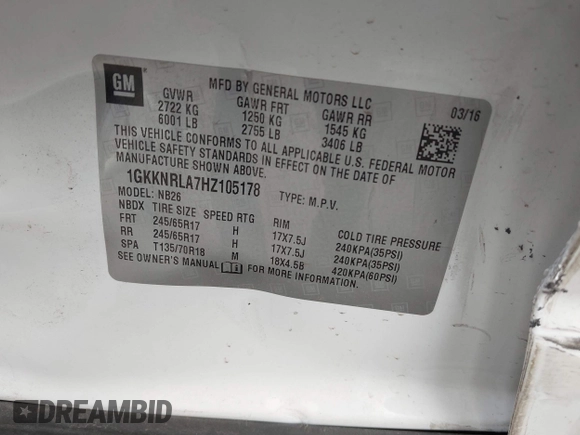 GM
MFD BY GENERAL MOTORS LLC
03/16
GVWR GAWR FRT GAWR RR
2722 KG 1250 KG 1545 KG
6001 LB 2755 LB 3406 LB
THIS VEHICLE CONFORMS TO ALL APPLICABLE U.S. FEDERAL MOTOR
VEHICLE SAFETY STANDARDS IN EFFECT ON THE DATE OF
MANUFACTURE SHOWN ABOVE.
1GKKNRLA7HZ105178 TYPE: M.P.V.
MODEL: NB26
NBDX TIRE SIZE SPEED RTG RIM COLD TIRE PRESSURE
FRT 245/65R17 H 17X7.5J 240KPA(35PSI)
RR 245/65R17 H 17X7.5J 240KPA(35PSI)
SPA T135/70R18 M 18X4.5B 420KPA(60PSI)
SEE OWNER'S MANUAL FOR MORE INFORMATION.
DREAMBID